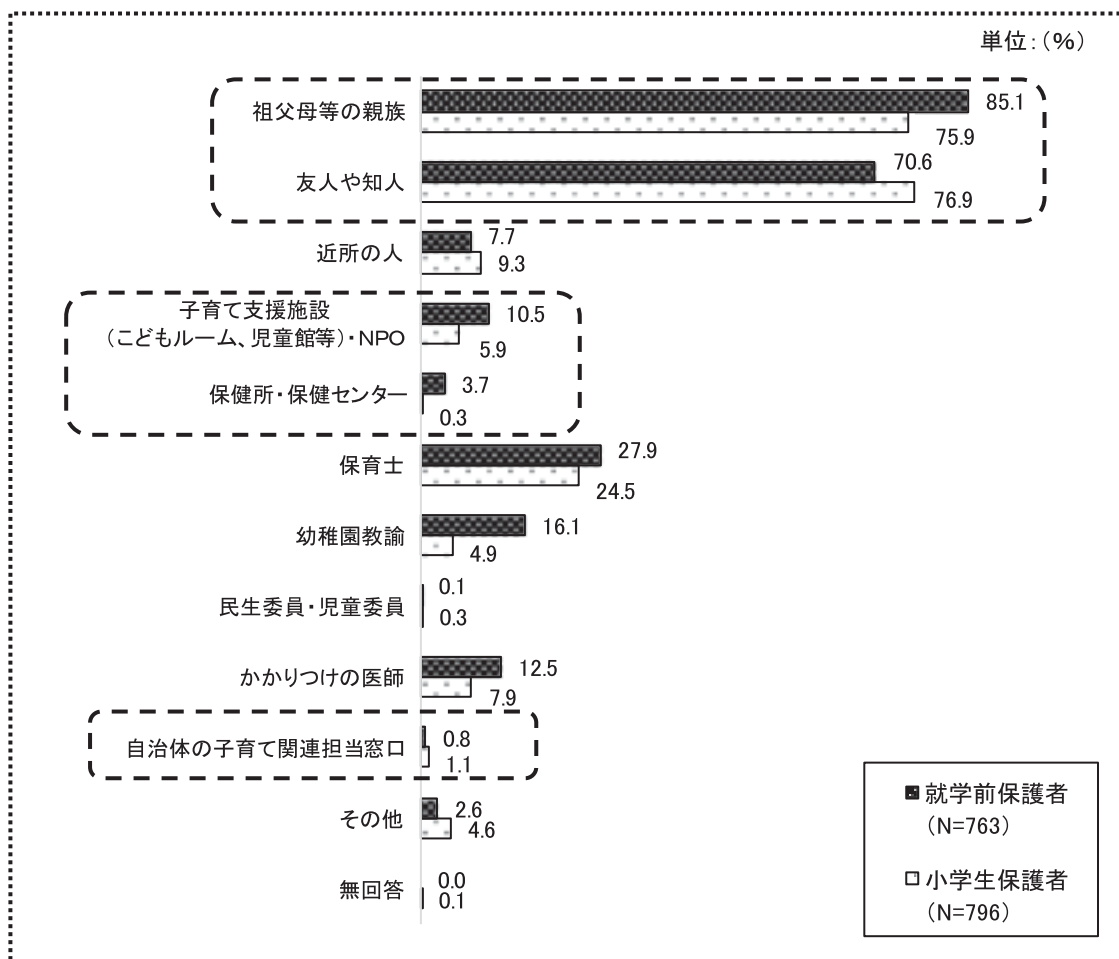 単位:(%)
祖父母等の親族
85.1
75.9
友人や知人
70.6
76.9
近所の人
7.7
9.3
子育て支援施設
(こどもルーム、児童館等)・NPO
10.5
5.9
保健所・保健センター
3.7
0.3
保育士
27.9
24.5
幼稚園教諭
16.1
4.9
民生委員・児童委員
0.1
0.3
かかりつけの医師
12.5
7.9
自治体の子育て関連担当窓口
0.8
1.1
その他
2.6
4.6
無回答
0.0
0.1
就学前保護者
(N=763)
小学生保護者
(N=796)